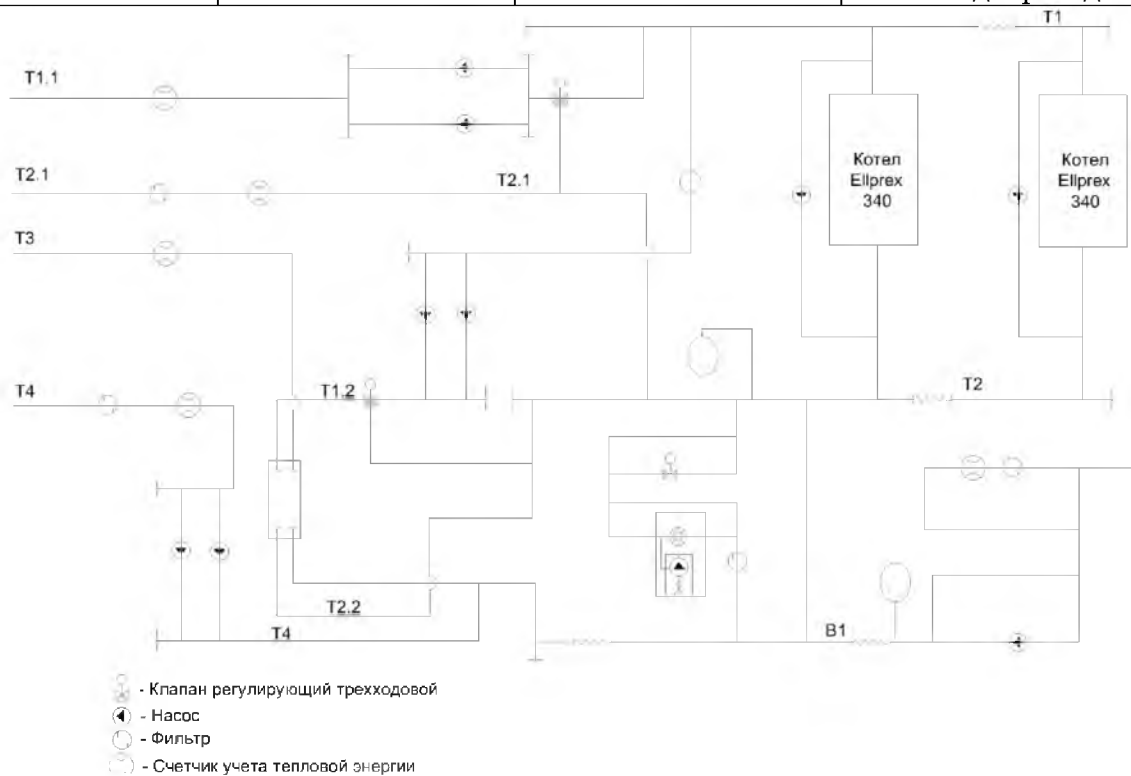 T1
T1.1
Котел
Ellprex
340
Котел
Ellprex
340
T2.1
T2.1
T3
T4
T1.2
T2
T2.2
T4
B1
- Клапан регулирующий трехходовой
- Насос
- Фильтр
- Счетчик учета тепловой энергии